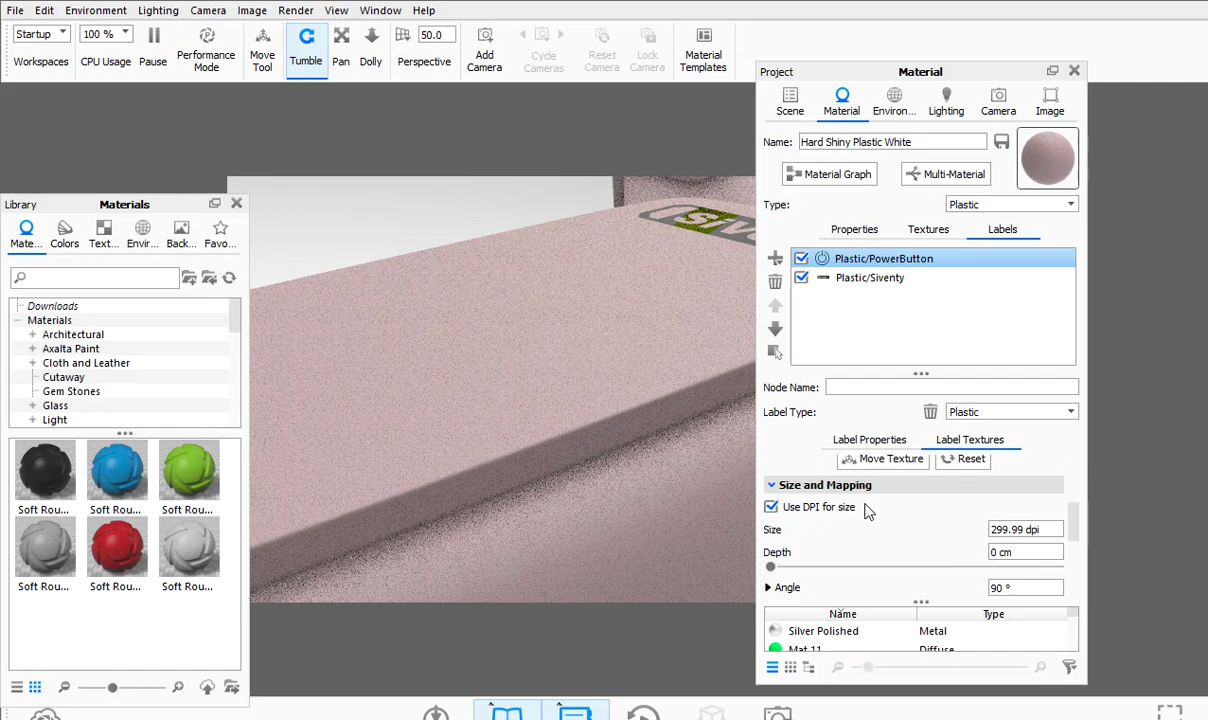 File Edit Environment Lighting Camera Image Render View Window Help
Startup 100 % 50.0
Workspaces CPU Usage Pause Performance Mode Move Tool Tumble Pan Dolly Perspective Add Camera Cycle Cameras Reset Camera Lock Camera Material Templates
Project Material
Scene Material Environ... Lighting Camera Image
Name: Hard Shiny Plastic White
Material Graph Multi-Material
Type: Plastic
Properties Textures Labels
Plastic/PowerButton
Plastic/Siventy
Node Name:
Label Type: Plastic
Label Properties Label Textures
Move Texture Reset
Size and Mapping
Use DPI for size
Size 299.99 dpi
Depth 0 cm
Angle 90 °
Name Type
Silver Polished Metal
Mat 11 Diffuse
Library Materials
Mate... Colors Text... Envir... Back... Favo...
Downloads
Materials
Architectural
Axalta Paint
Cloth and Leather
Cutaway
Gem Stones
Glass
Light
Soft Rou... Soft Rou... Soft Rou...
Soft Rou... Soft Rou... Soft Rou...